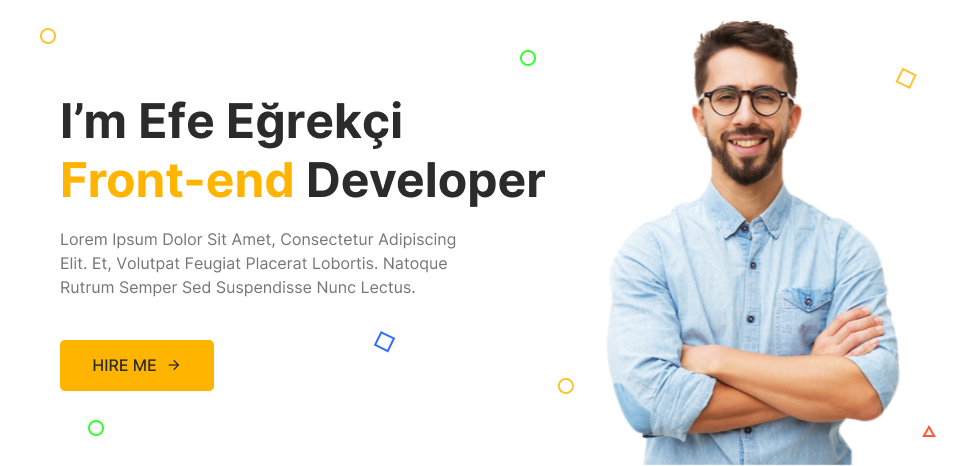 I’m Efe Eğrekçi
Front-end Developer
Lorem Ipsum Dolor Sit Amet, Consectetur Adipiscing
Elit. Et, Volutpat Feugiat Placerat Lobortis. Natoque
Rutrum Semper Sed Suspendisse Nunc Lectus.
HIRE ME →